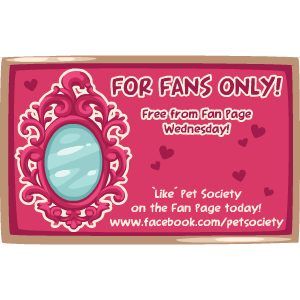 FOR FANS ONLY!
Free from Fan Page
Wednesday!
"Like" Pet Society
on the Fan Page today!
www.facebook.com/petsociety